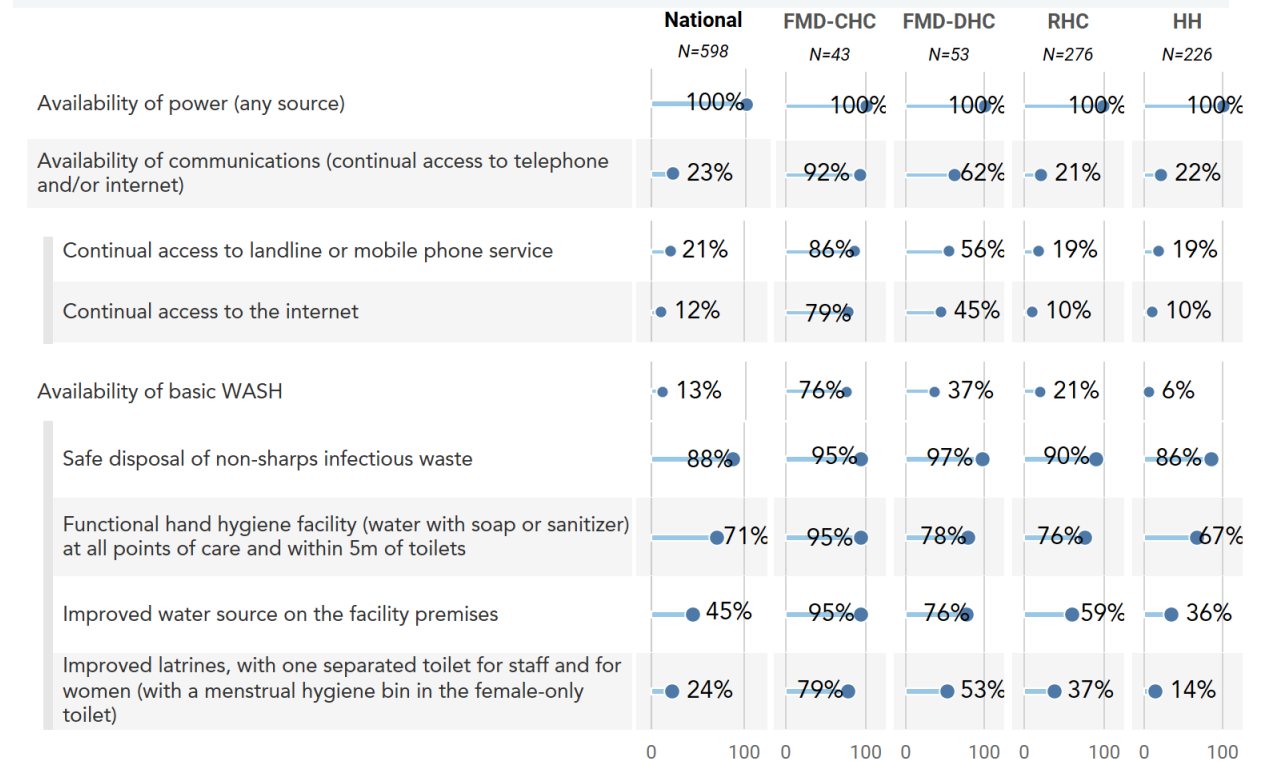 National FMD-CHC FMD-DHC RHC HH
N=598 N=43 N=53 N=276 N=226
Availability of power (any source) 100% 100% 100% 100% 100%
Availability of communications (continual access to telephone
and/or internet) 23% 92% 62% 21% 22%
Continual access to landline or mobile phone service 21% 86% 56% 19% 19%
Continual access to the internet 12% 79% 45% 10% 10%
Availability of basic WASH 13% 76% 37% 21% 6%
Safe disposal of non-sharps infectious waste 88% 95% 97% 90% 86%
Functional hand hygiene facility (water with soap or sanitizer)
at all points of care and within 5m of toilets 71% 95% 78% 76% 67%
Improved water source on the facility premises 45% 95% 76% 59% 36%
Improved latrines, with one separated toilet for staff and for
women (with a menstrual hygiene bin in the female-only 24% 79% 53% 37% 14%
toilet)
0 100 0 100 0 100 0 100 0 100